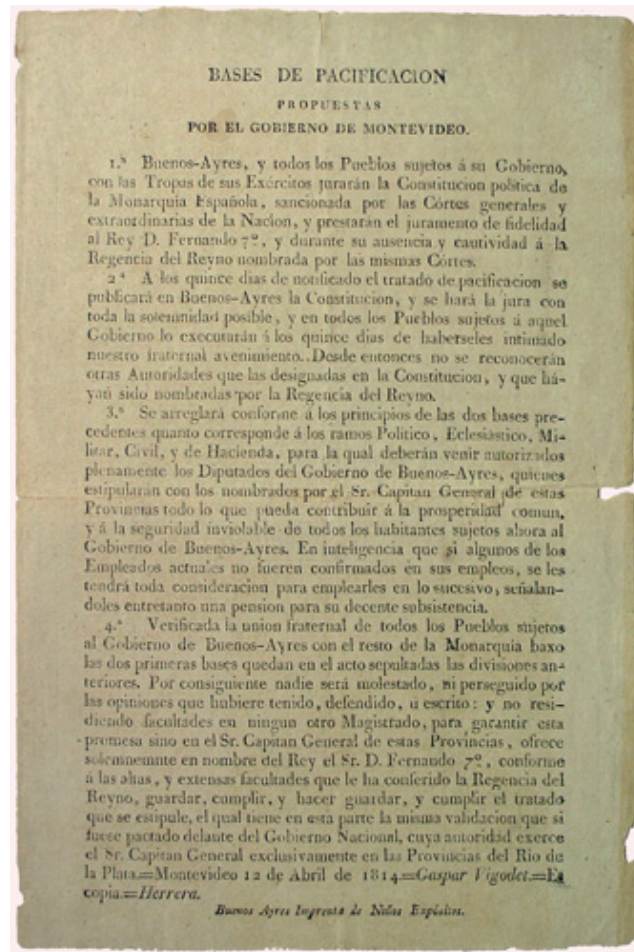 BASES DE PACIFICACION
PROPUESTAS
POR EL GOBIERNO DE MONTEVIDEO.
1.ª Buenos-Ayres, y todos los Pueblos sujetos á su Gobierno,
con las Tropas de sus Exércitos jurarán la Constitucion política de
la Monarquia Española, sancionada por las Córtes generales y
extraordinarias de la Nacion, y prestarán el juramento de fidelidad
al Rey D. Fernando 7º, y durante su ausencia y cautividad á la
Regencia del Reyno nombrada por las mismas Córtes.
2ª A los quince dias de notificado el tratado de pacificacion se
publicará en Buenos-Ayres la Constitucion, y se hará la jura con
toda la solemnidad posible, y en todos los Pueblos sujetos á aquel
Gobierno lo executarán á los quince dias de haberseles intimado
nuestro fraternal avenimiento. Desde entonces no se reconocerán
otras Autoridades que las designadas en la Constitucion, y que há-
yan sido nombradas por la Regencia del Reyno.
3.ª Se arreglará conforme á los principios de las dos bases pre-
cedentes quanto corresponde á los ramos Político, Eclesiástico, Mi-
litar, Civil, y de Hacienda, para la qual deberán venir autorizados
plenamente los Diputados del Gobierno de Buenos-Ayres, quienes
estipularán con los nombrados por el Sr. Capitan General de estas
Provincias todo lo que pueda contribuir á la prosperidad comun,
y á la seguridad inviolable de todos los habitantes sujetos ahora al
Gobierno de Buenos-Ayres. En inteligencia que si algunos de los
Empleados actuales no fueren confirmados en sus empleos, se les
tendrá toda consideracion para emplearles en lo sucesivo, señalan-
doles entretanto una pension para su decente subsistencia.
4.ª Verificada la union fraternal de todos los Pueblos sujetos
al Gobierno de Buenos-Ayres con el resto de la Monarquia baxo
las dos primeras bases quedan en el acto sepultadas las divisiones an-
teriores. Por consiguiente nadie será molestado, ni perseguido por
las opiniones que hubiere tenido, defendido, u escrito: y no resi-
diendo facultades en ningun otro Magistrado, para garantir esta
promesa sino en el Sr. Capitan General de estas Provincias, ofrece
solemnemnte en nombre del Rey el Sr. D. Fernando 7º, conforme
á las altas, y extensas facultades que le ha conferido la Regencia del
Reyno, guardar, cumplir, y hacer guardar, y cumplir el tratado
que se estipule, el qual tiene en esta parte la misma validacion que si
fuese pactado delante del Gobierno Nacional, cuya autoridad exerce
el Sr. Capitan General exclusivamente en las Provincias del Rio de
la Plata.=Montevideo 12 de Abril de 1814.=Gaspar Vigodet.=Es
copia.=Herrera.
Buenos Ayres Imprenta de Niños Expósitos.